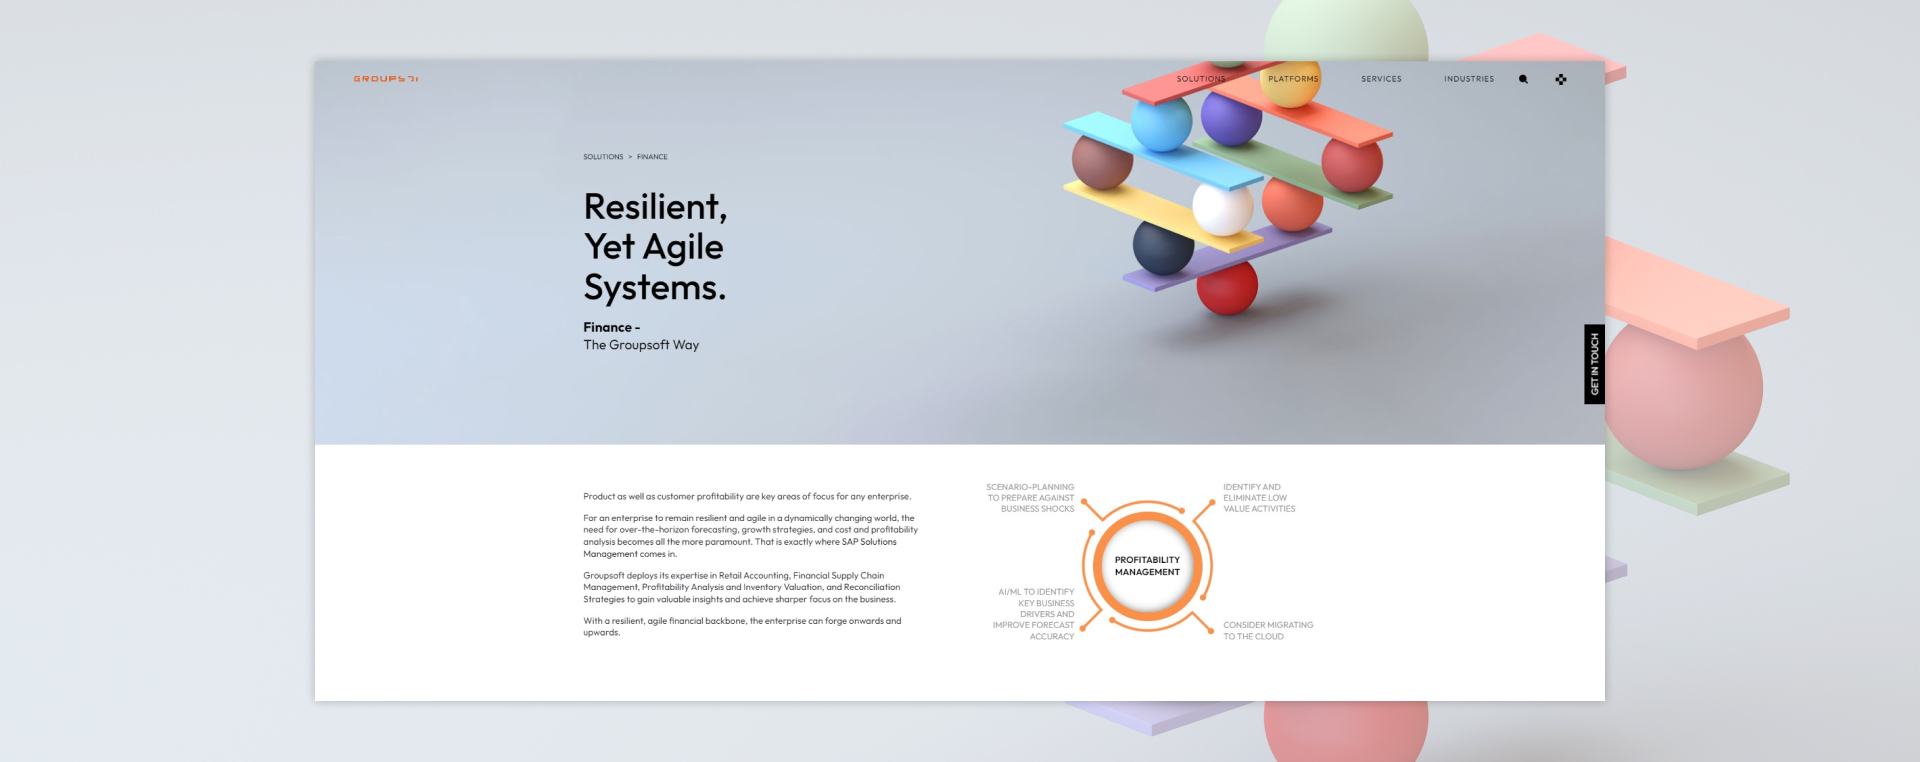 GROUPSFT
SOLUTIONS
PLATFORMS
SERVICES
INDUSTRIES
SOLUTIONS > FINANCE
Resilient,
Yet Agile
Systems.
Finance -
The Groupsoft Way
GET IN TOUCH
Product as well as customer profitability are key areas of focus for any enterprise.
For an enterprise to remain resilient and agile in a dynamically changing world, the
need for over-the-horizon forecasting, growth strategies, and cost and profitability
analysis becomes all the more paramount. That is exactly where SAP Solutions
Management comes in.
Groupsoft deploys its expertise in Retail Accounting, Financial Supply Chain
Management, Profitability Analysis and Inventory Valuation, and Reconciliation
Strategies to gain valuable insights and achieve sharper focus on the business.
With a resilient, agile financial backbone, the enterprise can forge onwards and
upwards.
SCENARIO-PLANNING
TO PREPARE AGAINST
BUSINESS SHOCKS
IDENTIFY AND
ELIMINATE LOW
VALUE ACTIVITIES
PROFITABILITY
MANAGEMENT
AI/ML TO IDENTIFY
KEY BUSINESS
DRIVERS AND
IMPROVE FORECAST
ACCURACY
CONSIDER MIGRATING
TO THE CLOUD